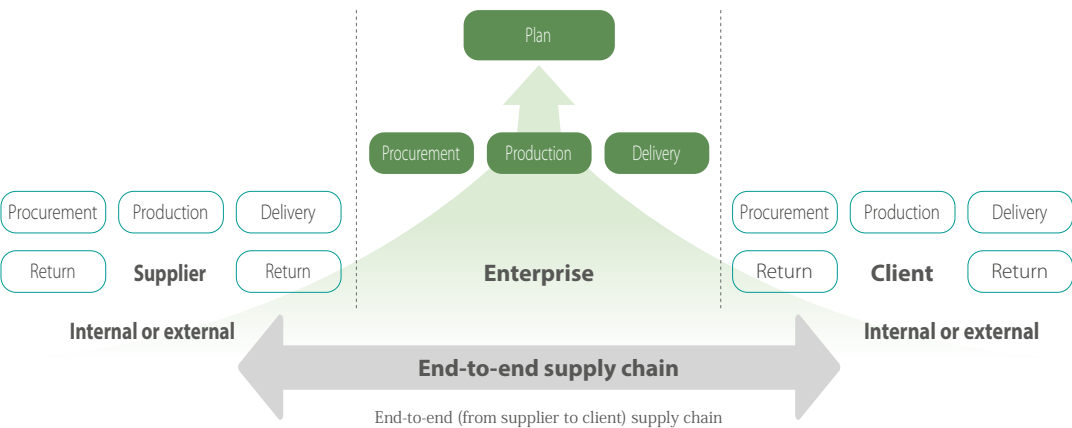 Plan
Procurement
Production
Delivery
Procurement
Production
Delivery
Return
Supplier
Return
Internal or external
Enterprise
Procurement
Production
Delivery
Return
Client
Return
Internal or external
End-to-end supply chain
End-to-end (from supplier to client) supply chain